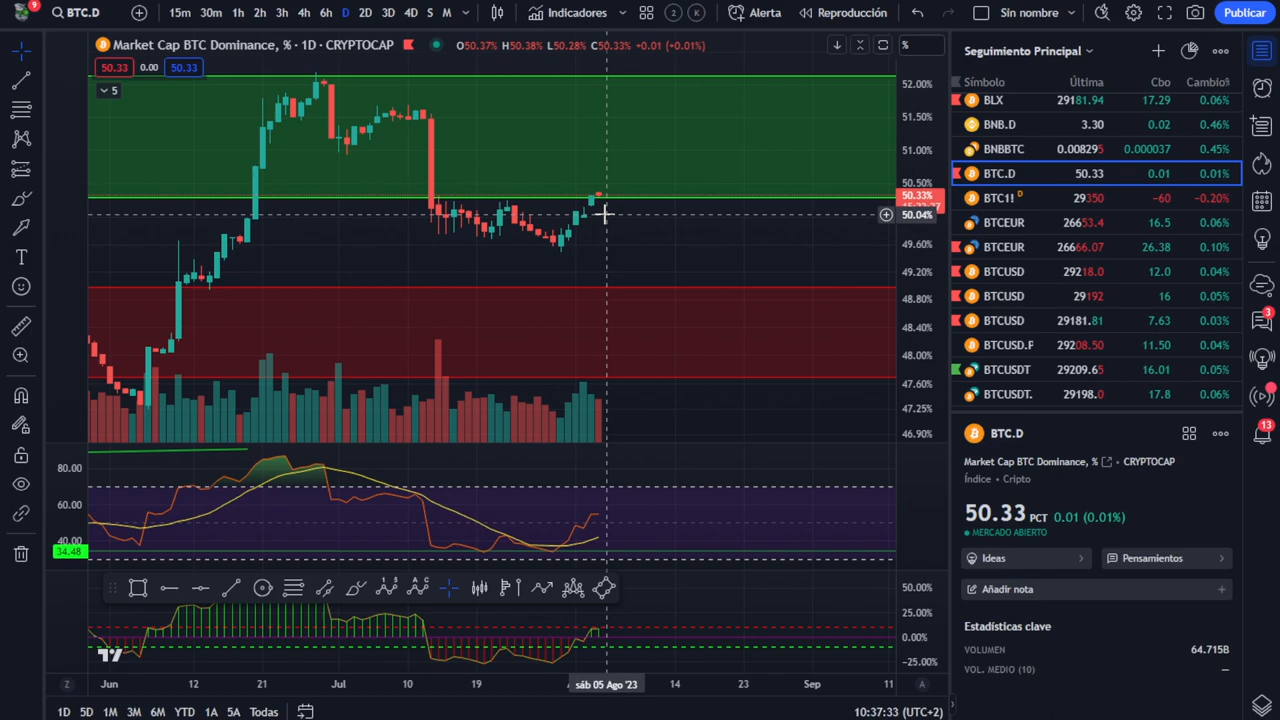 9
BTC.D
15m 30m 1h 2h 3h 4h 6h D 2D 3D 4D S M
Indicadores
2 K
Alerta
Reproducción
Sin nombre
Publicar
Market Cap BTC Dominance, % · 1D · CRYPTOCAP
O50.37% H50.38% L50.28% C50.33% +0.01 (+0.01%)
%
50.33 0.00 50.33
5
52.00%
51.50%
51.00%
50.50%
50.33%
50.04%
49.60%
49.20%
48.80%
48.40%
48.00%
47.60%
47.25%
46.90%
80.00
60.00
40.00
34.48
50.00%
25.00%
0.00%
−25.00%
Z
Jun 12 21 Jul 10 19 sáb 05 Ago '23 14 23 Sep 11
A
1D 5D 1M 3M 6M YTD 1A 5A Todas
10:37:33 (UTC+2)
Seguimiento Principal
Símbolo Última Cbo Cambio%
BLX 29181.94 17.29 0.06%
BNB.D 3.30 0.02 0.46%
BNBBTC 0.008295 0.000037 0.45%
BTC.D 50.33 0.01 0.01%
BTC1! D 29350 −60 −0.20%
BTCEUR 26653.4 16.5 0.06%
BTCEUR 26666.07 26.38 0.10%
BTCUSD 29218.0 12.0 0.04%
BTCUSD 29192 16 0.05%
BTCUSD 29181.81 7.63 0.03%
BTCUSD.P 29208.50 11.50 0.04%
BTCUSDT 29209.65 16.01 0.05%
BTCUSDT. 29198.0 17.8 0.06%
BTC.D
Market Cap BTC Dominance, % • CRYPTOCAP
Índice • Cripto
50.33 PCT 0.01 (0.01%)
MERCADO ABIERTO
Ideas
Pensamientos
Añadir nota
Estadísticas clave
VOLUMEN 64.715B
VOL. MEDIO (10) —
3
13